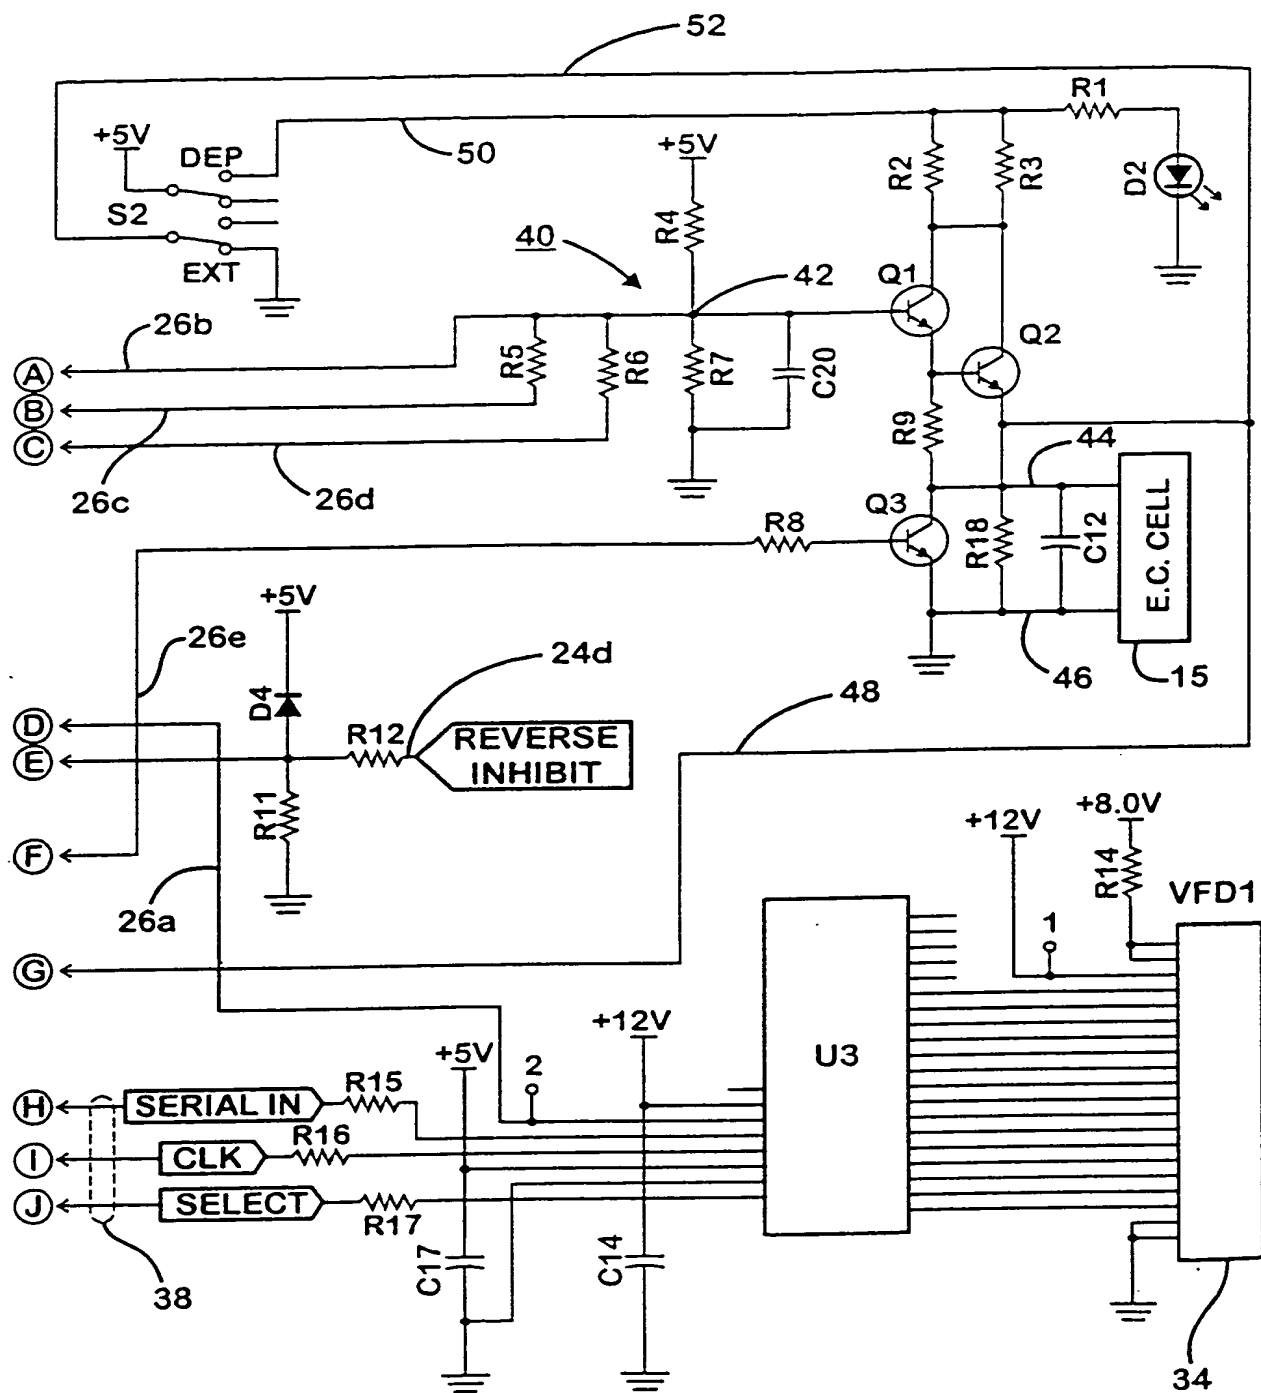 52
R1
+5V
DEP
50
+5V
R2
R3
D2
S2
R4
40
42
Q1
EXT
26b
Q2
A
R5
R6
R7
C20
B
R9
C
44
26c
26d
Q3
R8
R18
C12
E.C. CELL
+5V
26e
24d
46
15
48
D4
D
R12
REVERSE
INHIBIT
E
R11
+8.0V
+12V
F
R14
VFD1
26a
1
G
+12V
U3
+5V
2
R15
H
SERIAL IN
R16
I
CLK
J
SELECT
R17
C17
C14
38
34